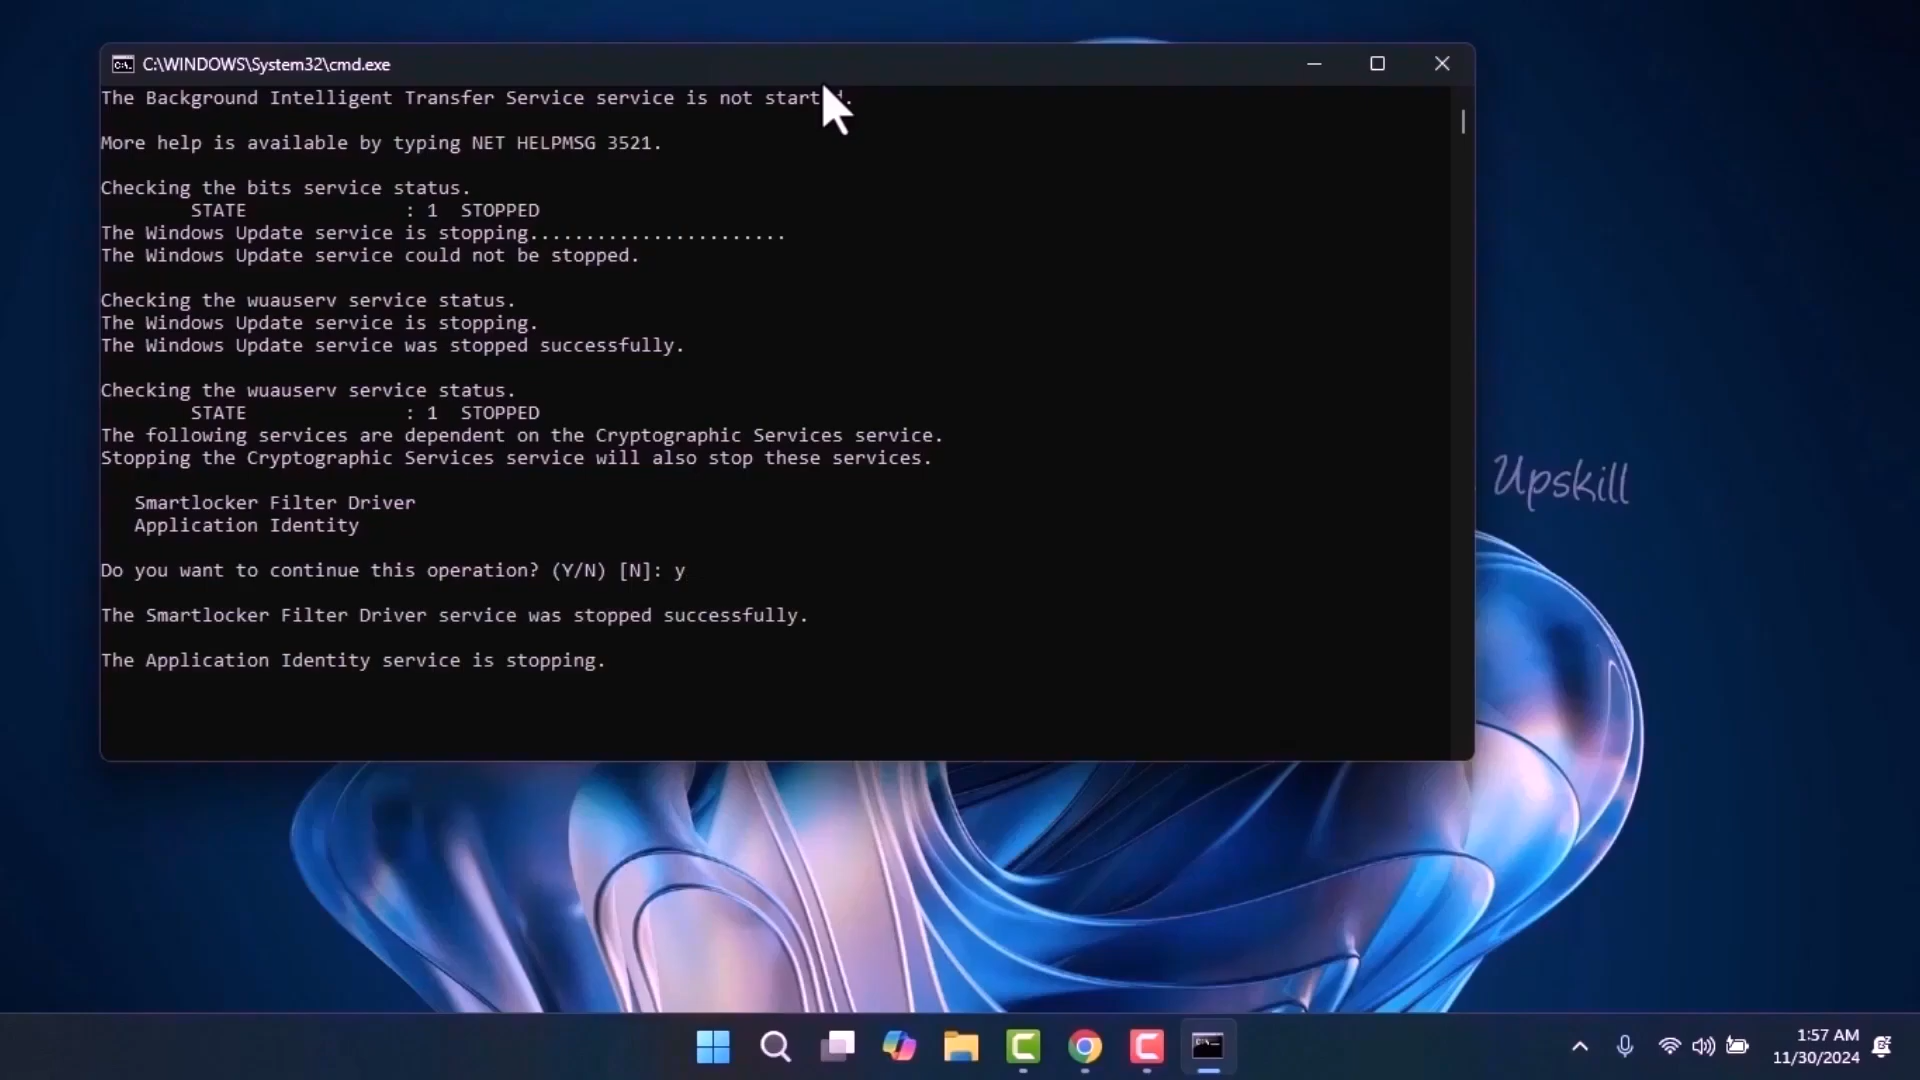 C:\WINDOWS\System32\cmd.exe
The Background Intelligent Transfer Service service is not start d.
More help is available by typing NET HELPMSG 3521.
Checking the bits service status.
STATE : 1 STOPPED
The Windows Update service is stopping.......................
The Windows Update service could not be stopped.
Checking the wuauserv service status.
The Windows Update service is stopping.
The Windows Update service was stopped successfully.
Checking the wuauserv service status.
STATE : 1 STOPPED
The following services are dependent on the Cryptographic Services service.
Stopping the Cryptographic Services service will also stop these services.
Smartlocker Filter Driver
Application Identity
Do you want to continue this operation? (Y/N) [N]: y
The Smartlocker Filter Driver service was stopped successfully.
The Application Identity service is stopping.
Upskill
1:57 AM
11/30/2024